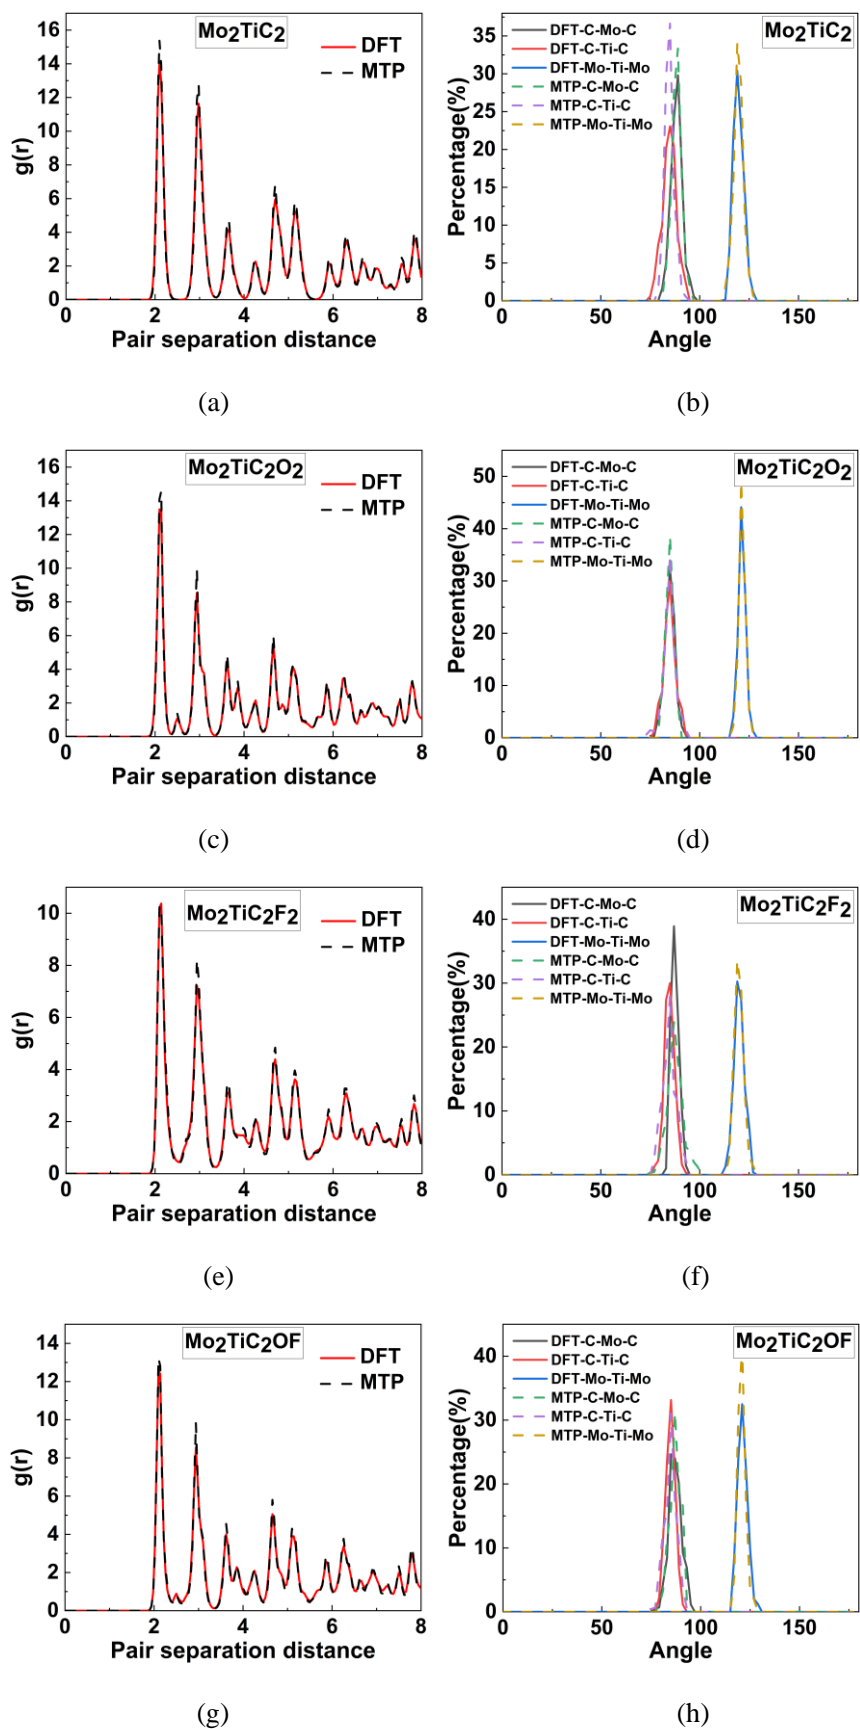 Mo2TiC2
DFT
MTP
g(r)
16
14
12
10
8
6
4
2
0
0 2 4 6 8
Pair separation distance
(a)
Mo2TiC2
DFT-C-Mo-C
DFT-C-Ti-C
DFT-Mo-Ti-Mo
MTP-C-Mo-C
MTP-C-Ti-C
MTP-Mo-Ti-Mo
Percentage(%)
35
30
25
20
15
10
5
0
0 50 100 150
Angle
(b)
Mo2TiC2O2
DFT
MTP
g(r)
16
14
12
10
8
6
4
2
0
0 2 4 6 8
Pair separation distance
(c)
Mo2TiC2O2
DFT-C-Mo-C
DFT-C-Ti-C
DFT-Mo-Ti-Mo
MTP-C-Mo-C
MTP-C-Ti-C
MTP-Mo-Ti-Mo
Percentage(%)
50
40
30
20
10
0
0 50 100 150
Angle
(d)
Mo2TiC2F2
DFT
MTP
g(r)
10
8
6
4
2
0
0 2 4 6 8
Pair separation distance
(e)
Mo2TiC2F2
DFT-C-Mo-C
DFT-C-Ti-C
DFT-Mo-Ti-Mo
MTP-C-Mo-C
MTP-C-Ti-C
MTP-Mo-Ti-Mo
Percentage(%)
40
30
20
10
0
0 50 100 150
Angle
(f)
Mo2TiC2OF
DFT
MTP
g(r)
14
12
10
8
6
4
2
0
0 2 4 6 8
Pair separation distance
(g)
Mo2TiC2OF
DFT-C-Mo-C
DFT-C-Ti-C
DFT-Mo-Ti-Mo
MTP-C-Mo-C
MTP-C-Ti-C
MTP-Mo-Ti-Mo
Percentage(%)
40
30
20
10
0
0 50 100 150
Angle
(h)